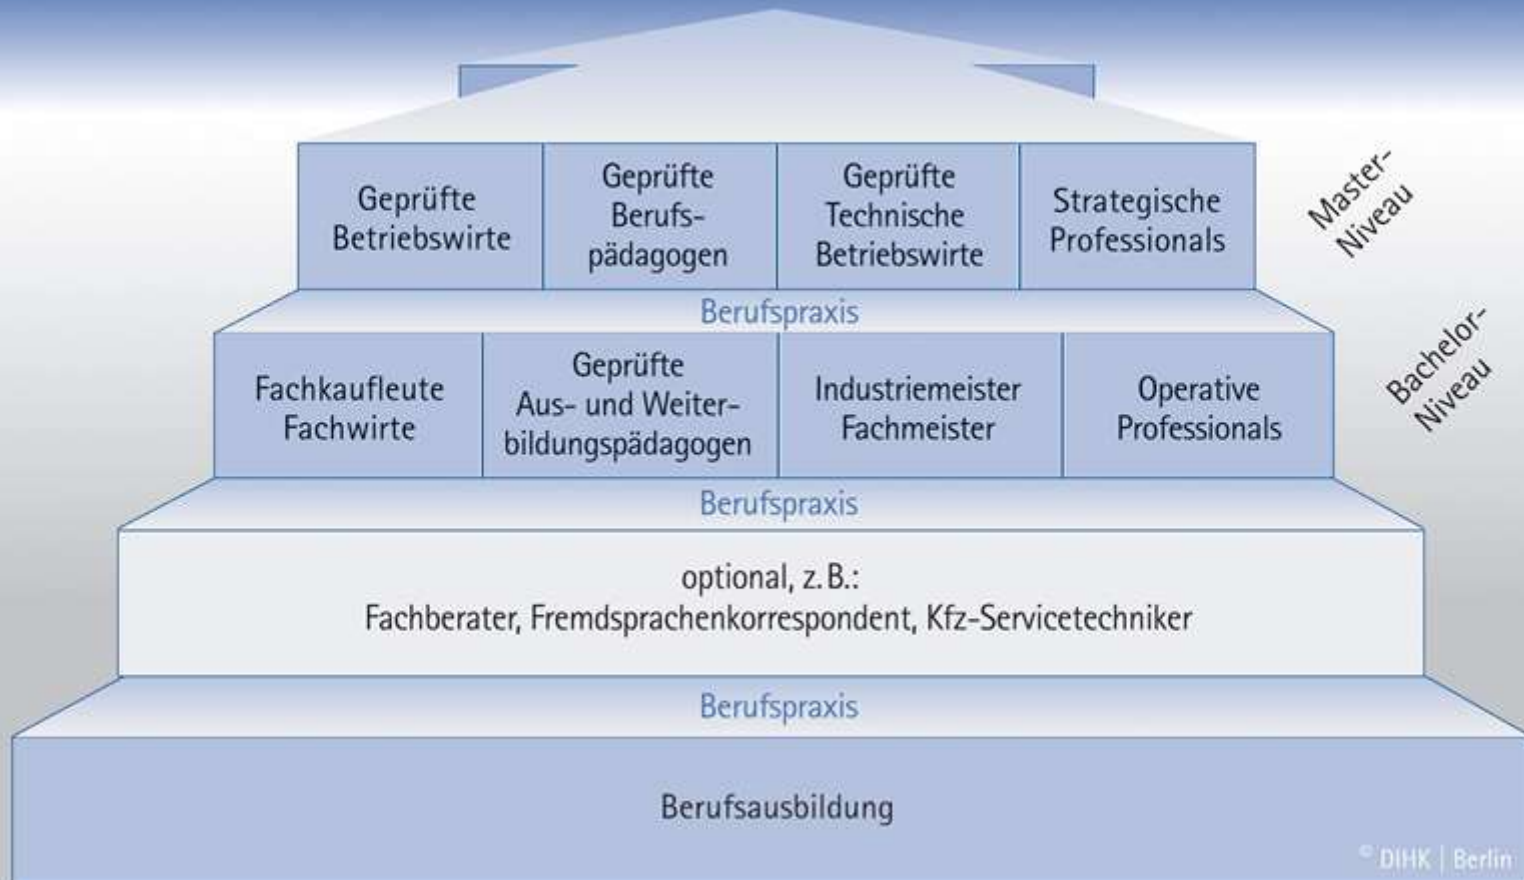 Geprüfte
Betriebswirte
Geprüfte
Berufs-
pädagogen
Geprüfte
Technische
Betriebswirte
Strategische
Professionals
Master-
Niveau
Berufspraxis
Fachkaufleute
Fachwirte
Geprüfte
Aus- und Weiter-
bildungspädagogen
Industriemeister
Fachmeister
Operative
Professionals
Bachelor-
Niveau
Berufspraxis
optional, z. B.:
Fachberater, Fremdsprachenkorrespondent, Kfz-Servicetechniker
Berufspraxis
Berufsausbildung
© DIHK | Berlin